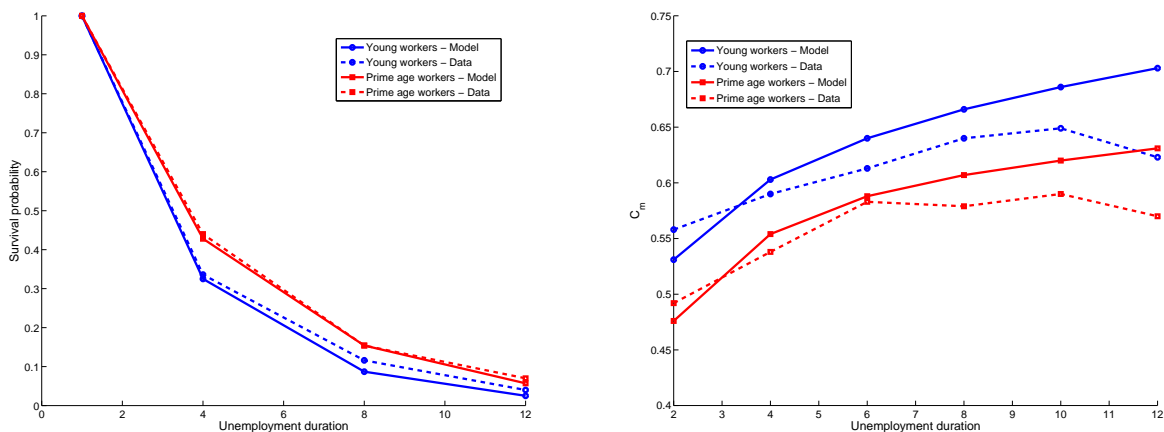 1
0.9
0.8
0.7
0.6
0.5
0.4
0.3
0.2
0.1
0
Survival probability
0 2 4 6 8 10 12
Unemployment duration
Young workers – Model
Young workers – Data
Prime age workers – Model
Prime age workers – Data
0.75
0.7
0.65
0.6
0.55
0.5
0.45
0.4
C_m
2 3 4 5 6 7 8 9 10 11 12
Unemployment duration
Young workers – Model
Young workers – Data
Prime age workers – Model
Prime age workers – Data